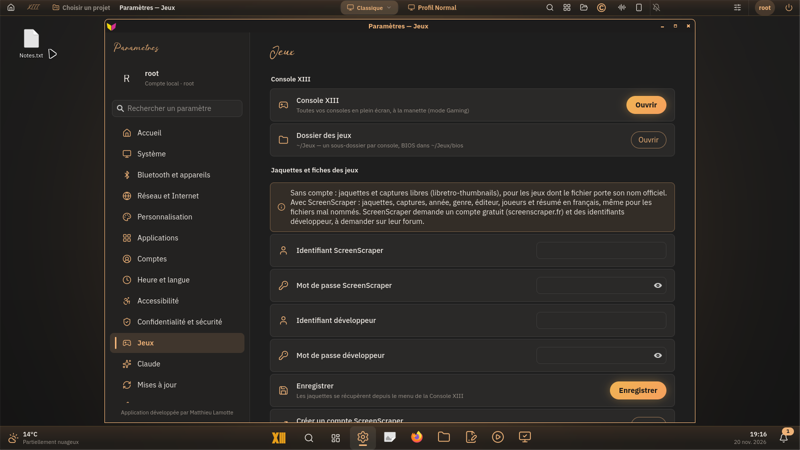 XIII
Choisir un projet
Paramètres — Jeux
Classique
Profil Normal
root
Notes.txt
Paramètres — Jeux
Paramètres
R
root
Compte local · root
Rechercher un paramètre
Accueil
Système
Bluetooth et appareils
Réseau et Internet
Personnalisation
Applications
Comptes
Heure et langue
Accessibilité
Confidentialité et sécurité
Jeux
Claude
Mises à jour
Application développée par Matthieu Lamotte
Jeux
Console XIII
Console XIII
Toutes vos consoles en plein écran, à la manette (mode Gaming)
Ouvrir
Dossier des jeux
~/Jeux — un sous-dossier par console, BIOS dans ~/Jeux/bios
Ouvrir
Jaquettes et fiches des jeux
Sans compte : jaquettes et captures libres (libretro-thumbnails), pour les jeux dont le fichier porte son nom officiel.
Avec ScreenScraper : jaquettes, captures, année, genre, éditeur, joueurs et résumé en français, même pour les
fichiers mal nommés. ScreenScraper demande un compte gratuit (screenscraper.fr) et des identifiants
développeur, à demander sur leur forum.
Identifiant ScreenScraper
Mot de passe ScreenScraper
Identifiant développeur
Mot de passe développeur
Enregistrer
Les jaquettes se récupèrent depuis le menu de la Console XIII
Enregistrer
Créer un compte ScreenScraper
14°C
Partiellement nuageux
XIII
19:16
20 nov. 2026
1